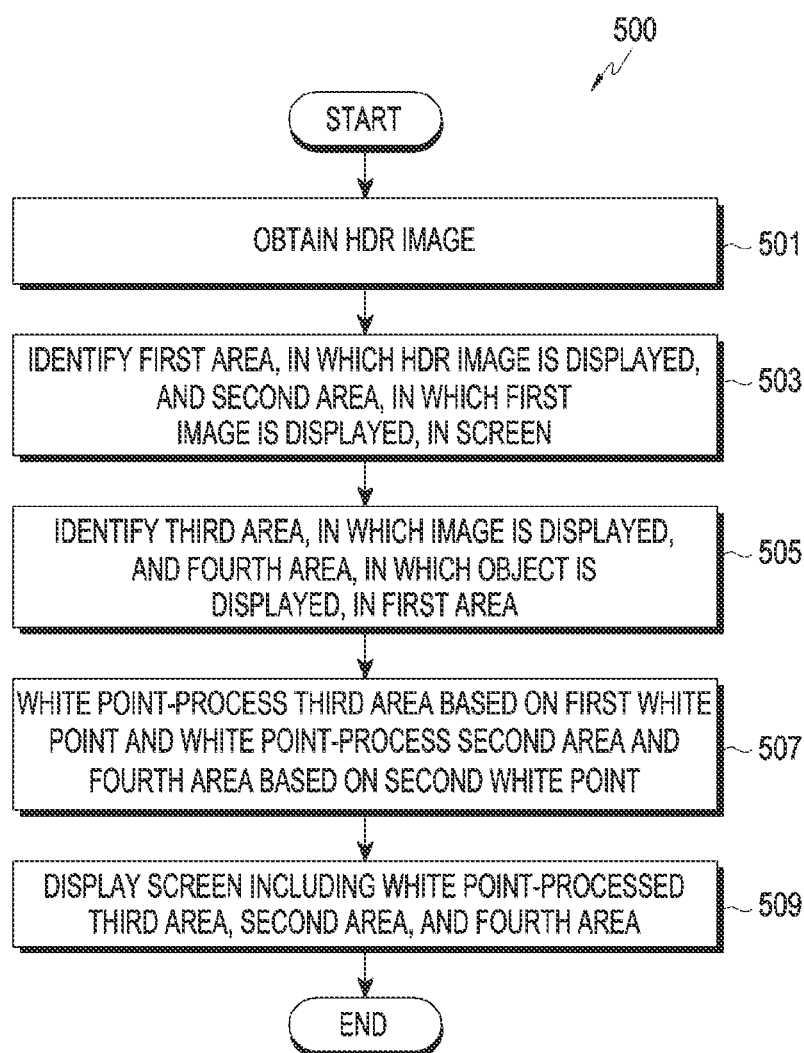 500
START
OBTAIN HDR IMAGE
501
IDENTIFY FIRST AREA, IN WHICH HDR IMAGE IS DISPLAYED,
AND SECOND AREA, IN WHICH FIRST
IMAGE IS DISPLAYED, IN SCREEN
503
IDENTIFY THIRD AREA, IN WHICH IMAGE IS DISPLAYED,
AND FOURTH AREA, IN WHICH OBJECT IS
DISPLAYED, IN FIRST AREA
505
WHITE POINT-PROCESS THIRD AREA BASED ON FIRST WHITE
POINT AND WHITE POINT-PROCESS SECOND AREA AND
FOURTH AREA BASED ON SECOND WHITE POINT
507
DISPLAY SCREEN INCLUDING WHITE POINT-PROCESSED
THIRD AREA, SECOND AREA, AND FOURTH AREA
509
END